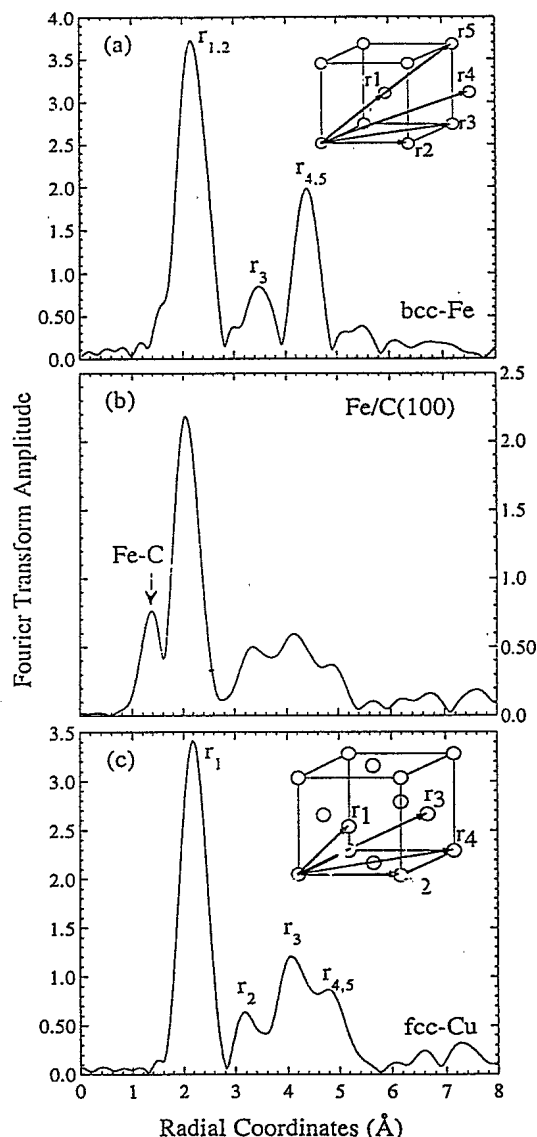 4.0
3.5
3.0
2.5
2.0
1.5
1.0
0.50
0.0
(a)
r1,2
r3
r4.5
r5
r4
r1
r3
r2
bcc-Fe
(b)
Fe/C(100)
Fe-C
2.5
2.0
1.5
1.0
0.50
0.0
Fourier Transform Amplitude
3.5
3.0
2.5
2.0
1.5
1.0
0.50
0.0
(c)
r1
r2
r3
r4,5
r1
r3
r4
2
fcc-Cu
0 1 2 3 4 5 6 7 8
Radial Coordinates (Å)